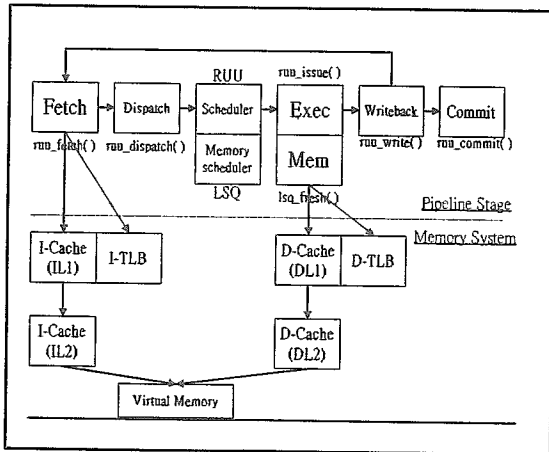 RUU
ruu_issue( )
Fetch
Dispatch
Scheduler
Exec
Writeback
Commit
ruu_fetch( )
ruu_dispatch( )
Memory
scheduler
Mem
ruu_write( )
ruu_commit( )
LSQ
lsq_fresh( )
Pipeline Stage
Memory System
I-Cache
(IL1)
I-TLB
D-Cache
(DL1)
D-TLB
I-Cache
(IL2)
D-Cache
(DL2)
Virtual Memory